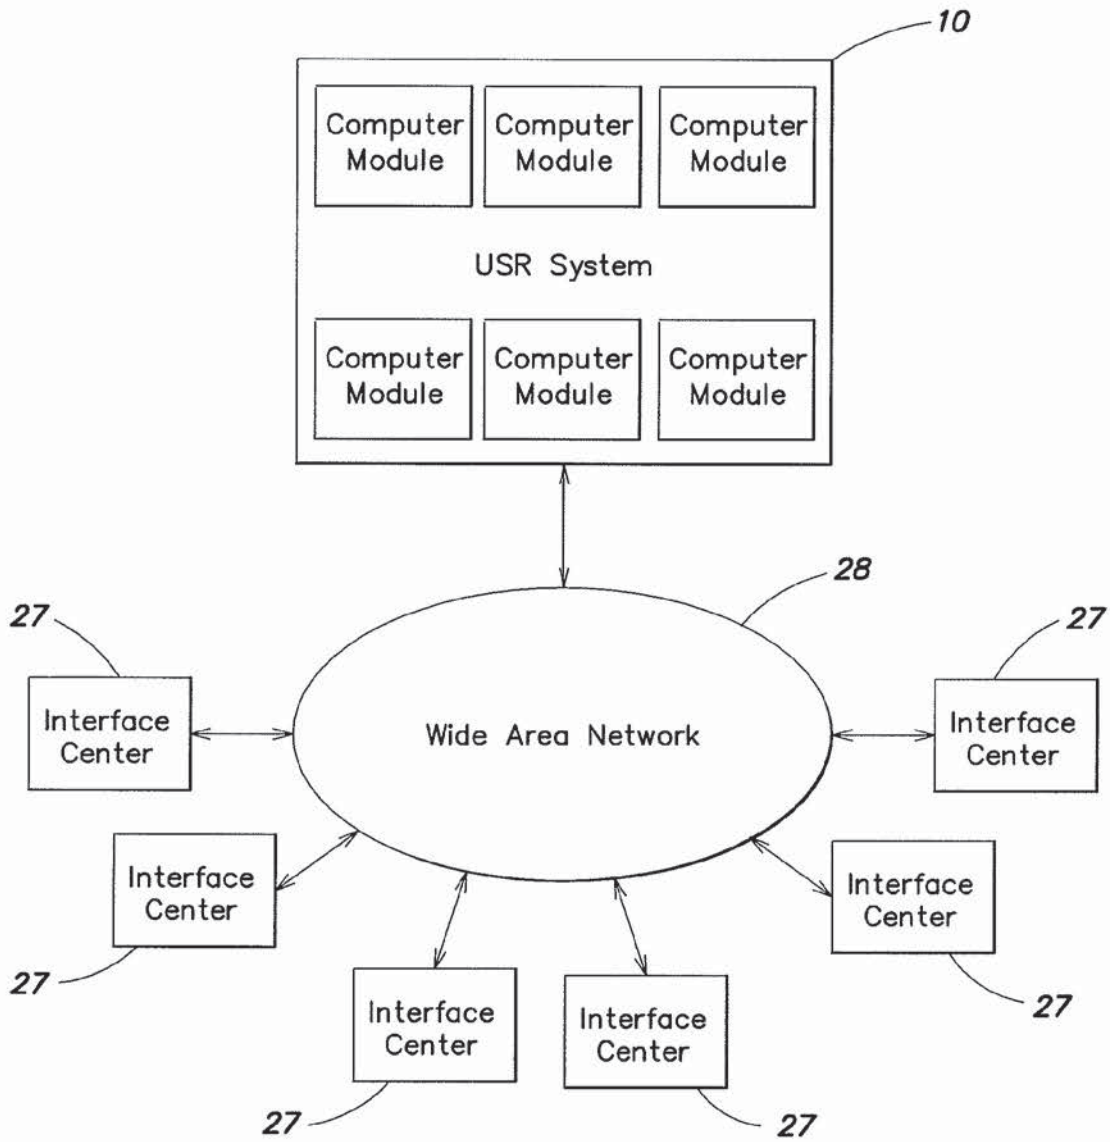 10
Computer Module
Computer Module
Computer Module
USR System
Computer Module
Computer Module
Computer Module
28
27
27
Interface Center
Wide Area Network
Interface Center
Interface Center
Interface Center
27
Interface Center
Interface Center
27
27
27